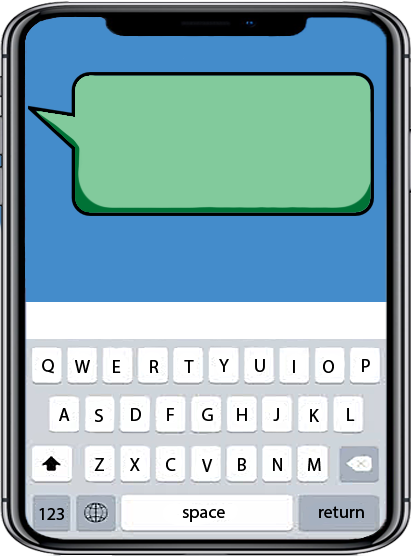 Q W E R T Y U I O P
A S D F G H J K L
Z X C V B N M
123 space return